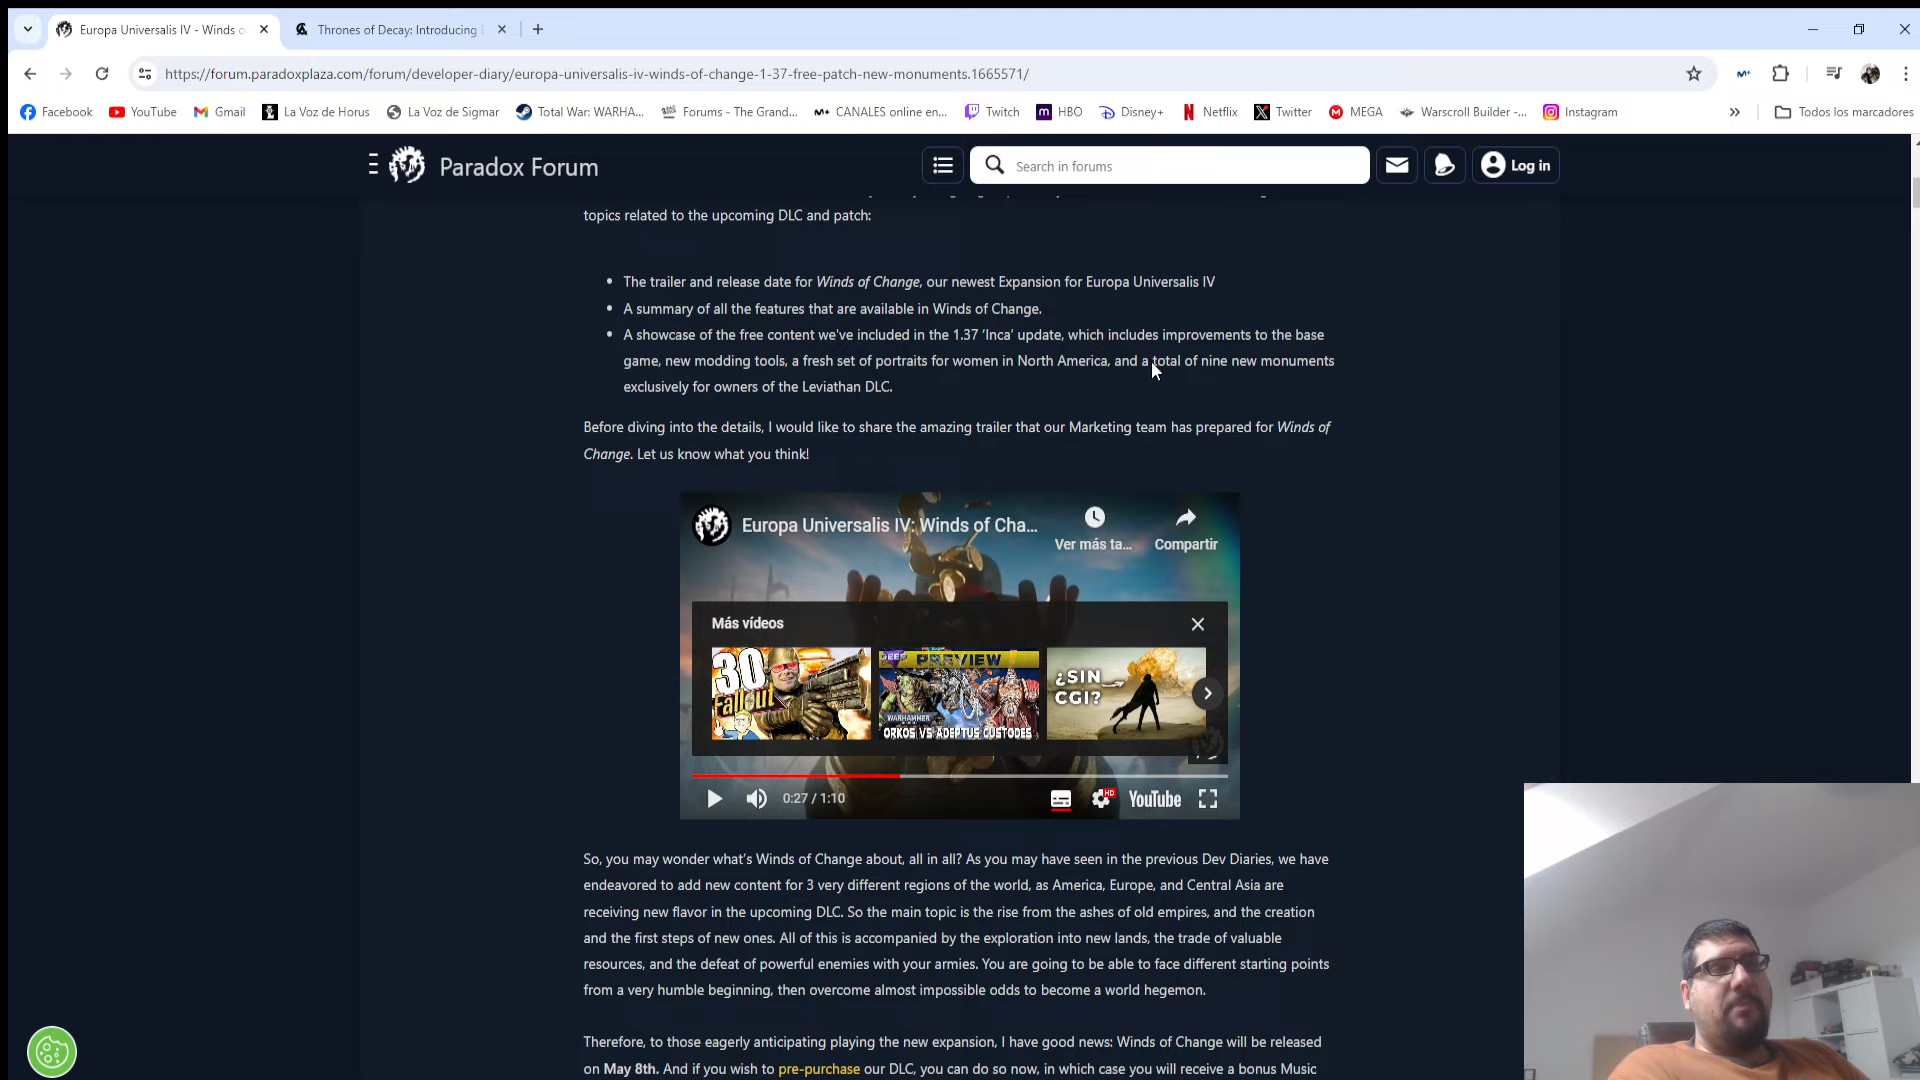 Europa Universalis IV - Winds o
Thrones of Decay: Introducing
https://forum.paradoxplaza.com/forum/developer-diary/europa-universalis-iv-winds-of-change-1-37-free-patch-new-monuments.1665571/
Facebook YouTube Gmail La Voz de Horus La Voz de Sigmar Total War: WARHA... Forums - The Grand... CANALES online en... Twitch HBO Disney+ Netflix Twitter MEGA Warscroll Builder -... Instagram » Todos los marcadores
Paradox Forum
Search in forums
Log in
topics related to the upcoming DLC and patch:
• The trailer and release date for Winds of Change, our newest Expansion for Europa Universalis IV
• A summary of all the features that are available in Winds of Change.
• A showcase of the free content we've included in the 1.37 ‘Inca’ update, which includes improvements to the base
game, new modding tools, a fresh set of portraits for women in North America, and a total of nine new monuments
exclusively for owners of the Leviathan DLC.
Before diving into the details, I would like to share the amazing trailer that our Marketing team has prepared for Winds of
Change. Let us know what you think!
Europa Universalis IV: Winds of Cha...
Ver más ta...
Compartir
Más vídeos
30
Fallout
DEEP PREVIEW
WARHAMMER
ORKOS VS ADEPTUS CUSTODES
¿SIN
CGI?
0:27 / 1:10
HD
YouTube
So, you may wonder what’s Winds of Change about, all in all? As you may have seen in the previous Dev Diaries, we have
endeavored to add new content for 3 very different regions of the world, as America, Europe, and Central Asia are
receiving new flavor in the upcoming DLC. So the main topic is the rise from the ashes of old empires, and the creation
and the first steps of new ones. All of this is accompanied by the exploration into new lands, the trade of valuable
resources, and the defeat of powerful enemies with your armies. You are going to be able to face different starting points
from a very humble beginning, then overcome almost impossible odds to become a world hegemon.
Therefore, to those eagerly anticipating playing the new expansion, I have good news: Winds of Change will be released
on May 8th. And if you wish to pre-purchase our DLC, you can do so now, in which case you will receive a bonus Music